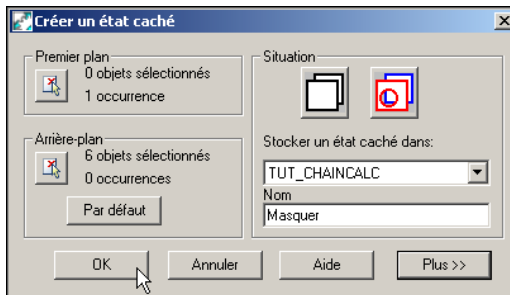 Créer un état caché
Premier plan
0 objets sélectionnés
1 occurrence
Situation
Stocker un état caché dans:
TUT_CHAINCALC
Nom
Masquer
Arrière-plan
6 objets sélectionnés
0 occurrences
Par défaut
OK
Annuler
Aide
Plus >>